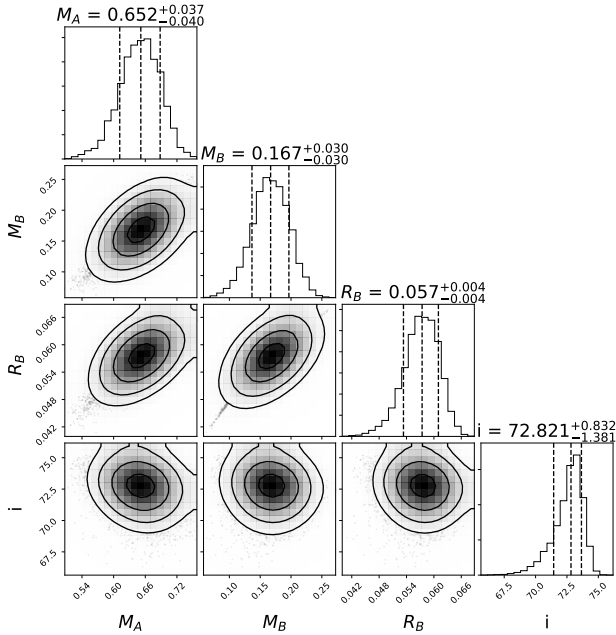 M_A = 0.652^{+0.037}_{-0.040}
M_B = 0.167^{+0.030}_{-0.030}
0.25
0.20
0.15
0.10
M_B
R_B = 0.057^{+0.004}_{-0.004}
0.066
0.060
0.054
0.048
0.042
R_B
i = 72.821^{+0.832}_{-1.381}
75.0
72.5
70.0
67.5
i
0.54 0.60 0.66 0.72
0.10 0.15 0.20 0.25
0.042 0.048 0.054 0.060 0.066
67.5 70.0 72.5 75.0
M_A M_B R_B i